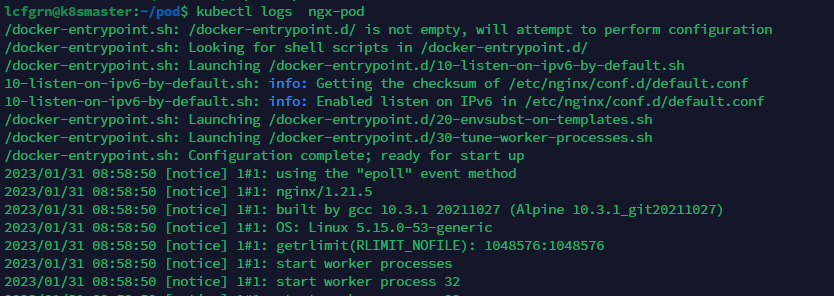 lcfgrn@k8smaster:~/pod$ kubectl logs  ngx-pod
/docker-entrypoint.sh: /docker-entrypoint.d/ is not empty, will attempt to perform configuration
/docker-entrypoint.sh: Looking for shell scripts in /docker-entrypoint.d/
/docker-entrypoint.sh: Launching /docker-entrypoint.d/10-listen-on-ipv6-by-default.sh
10-listen-on-ipv6-by-default.sh: info: Getting the checksum of /etc/nginx/conf.d/default.conf
10-listen-on-ipv6-by-default.sh: info: Enabled listen on IPv6 in /etc/nginx/conf.d/default.conf
/docker-entrypoint.sh: Launching /docker-entrypoint.d/20-envsubst-on-templates.sh
/docker-entrypoint.sh: Launching /docker-entrypoint.d/30-tune-worker-processes.sh
/docker-entrypoint.sh: Configuration complete; ready for start up
2023/01/31 08:58:50 [notice] 1#1: using the "epoll" event method
2023/01/31 08:58:50 [notice] 1#1: nginx/1.21.5
2023/01/31 08:58:50 [notice] 1#1: built by gcc 10.3.1 20211027 (Alpine 10.3.1_git20211027)
2023/01/31 08:58:50 [notice] 1#1: OS: Linux 5.15.0-53-generic
2023/01/31 08:58:50 [notice] 1#1: getrlimit(RLIMIT_NOFILE): 1048576:1048576
2023/01/31 08:58:50 [notice] 1#1: start worker processes
2023/01/31 08:58:50 [notice] 1#1: start worker process 32